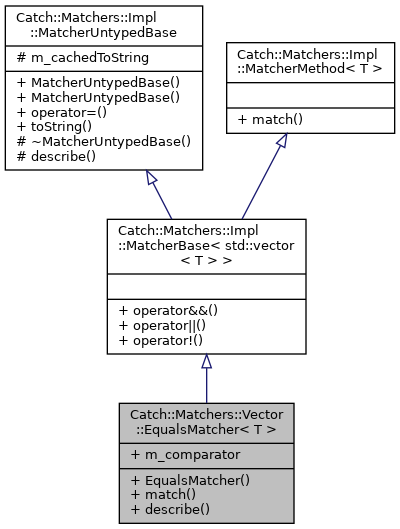 Catch::Matchers::Impl
::MatcherUntypedBase
# m_cachedToString
+ MatcherUntypedBase()
+ MatcherUntypedBase()
+ operator=()
+ toString()
# ~MatcherUntypedBase()
# describe()
Catch::Matchers::Impl
::MatcherMethod< T >
+ match()
Catch::Matchers::Impl
::MatcherBase< std::vector
< T > >
+ operator&&()
+ operator||()
+ operator!()
Catch::Matchers::Vector
::EqualsMatcher< T >
+ m_comparator
+ EqualsMatcher()
+ match()
+ describe()